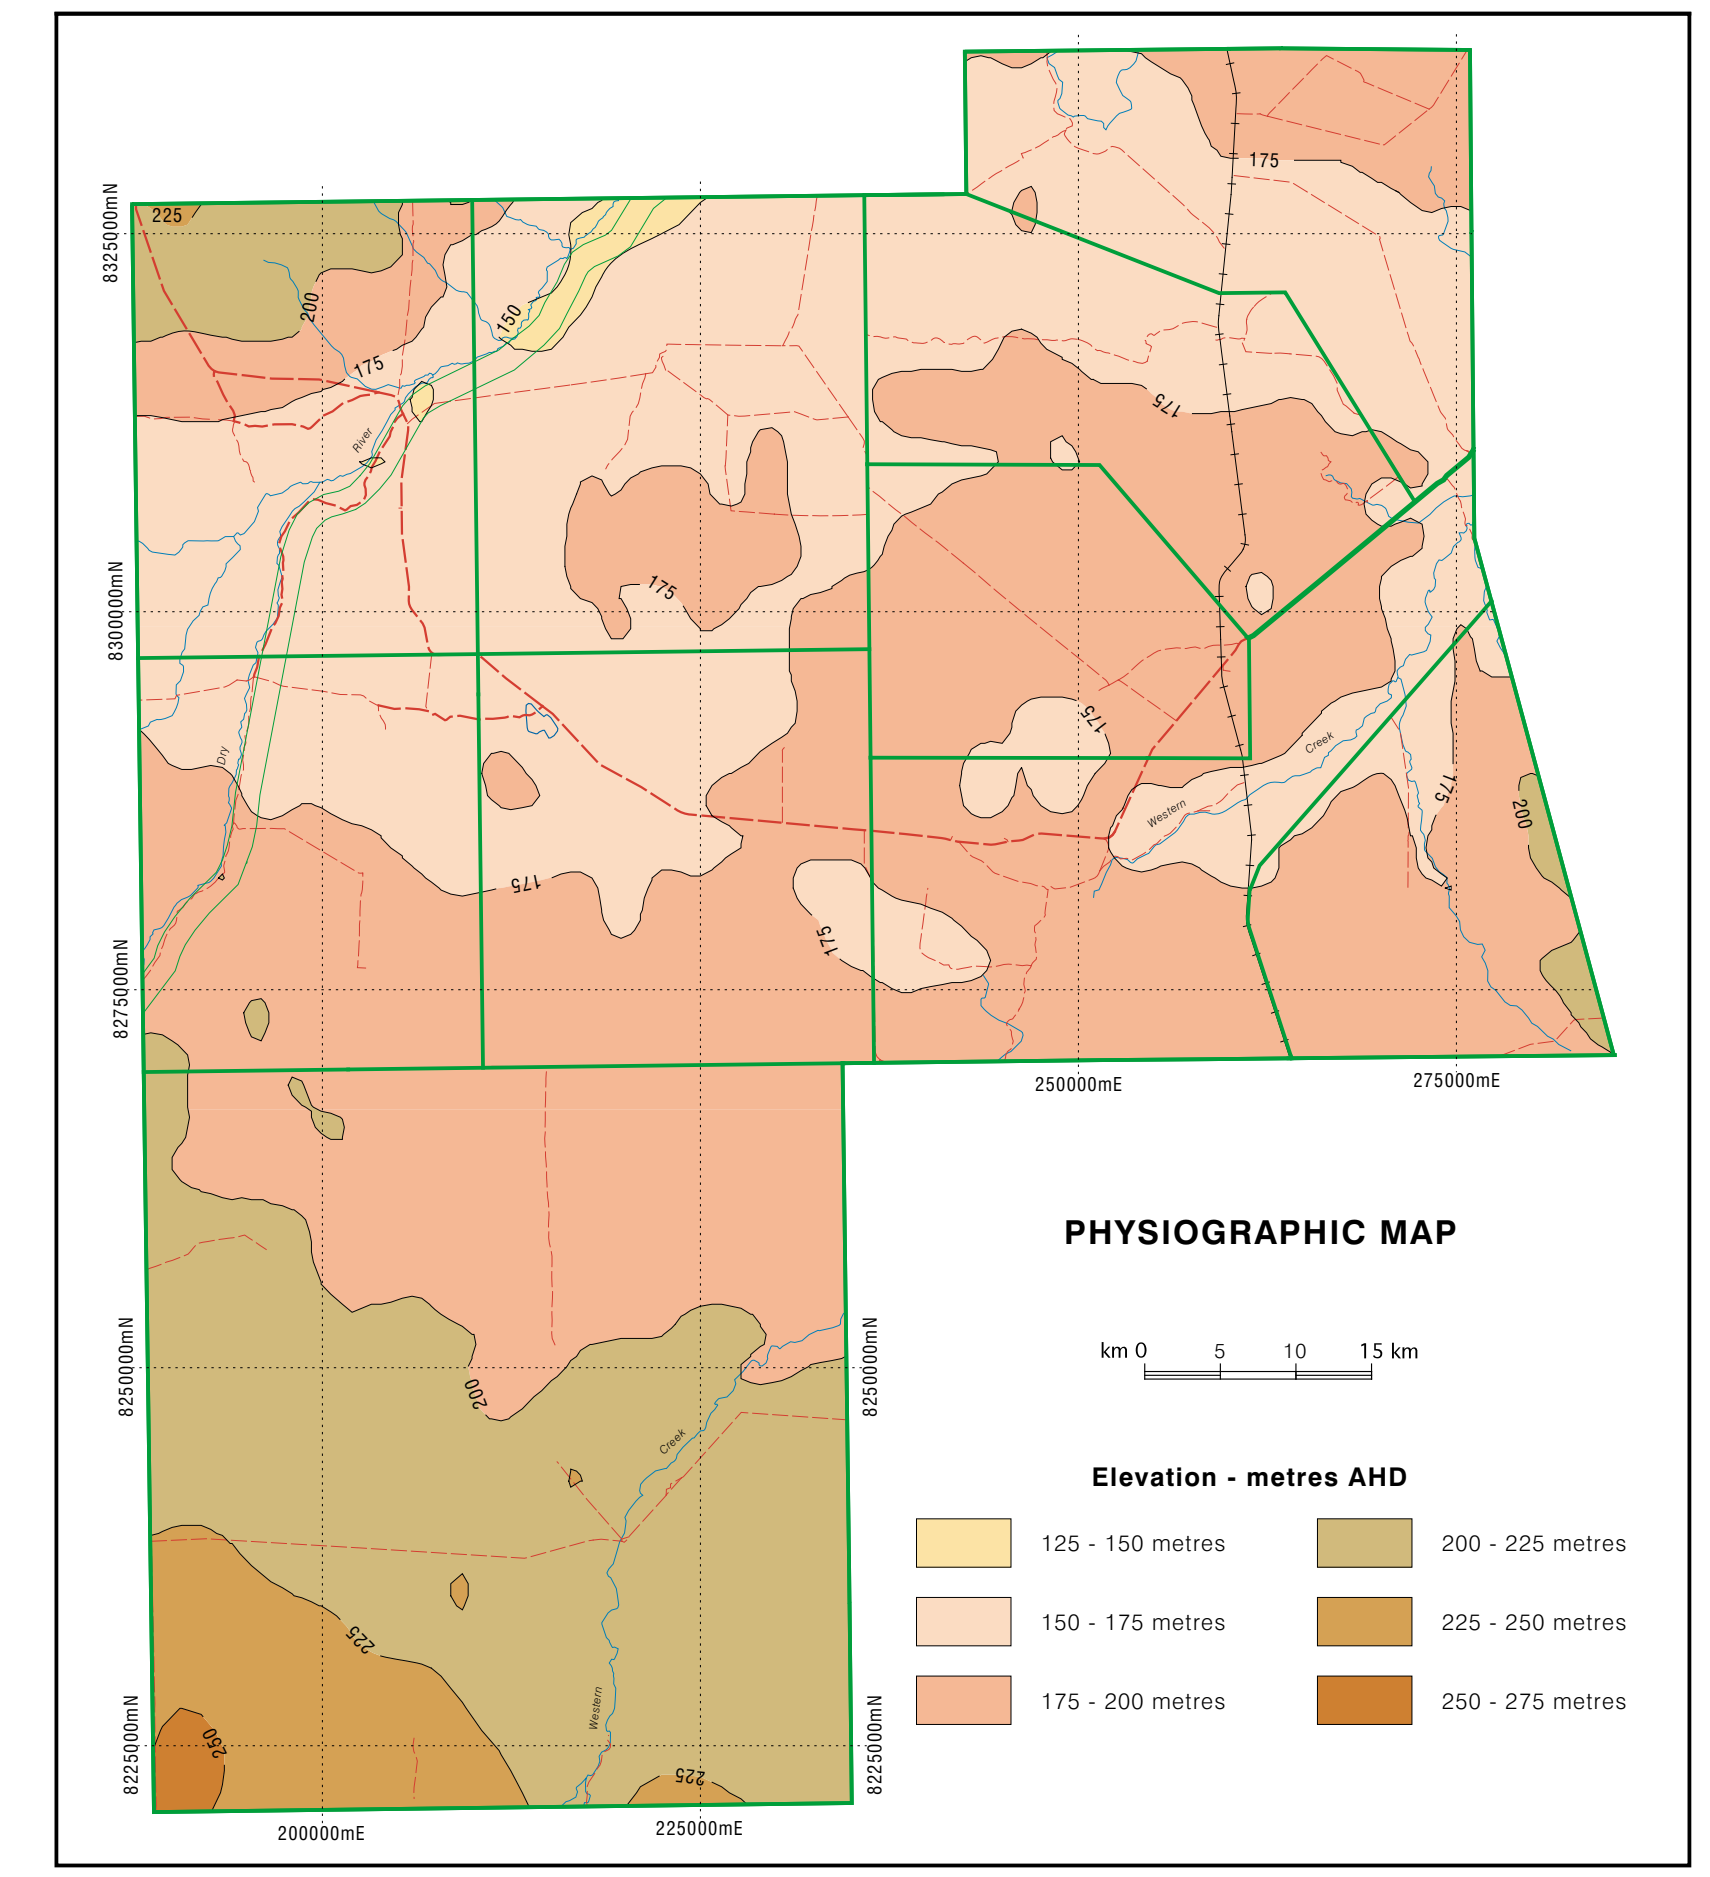 175
225
8325000mN
200
150
175
175
River
175
8300000mN
175
Dry
Creek
175
200
Western
175
175
8275000mN
250000mE
275000mE
PHYSIOGRAPHIC MAP
8250000mN
8250000mN
km 0 5 10 15 km
200
Creek
Elevation - metres AHD
125 - 150 metres
200 - 225 metres
150 - 175 metres
225 - 250 metres
225
175 - 200 metres
250 - 275 metres
Western
250
8225000mN
8225000mN
225
200000mE
225000mE